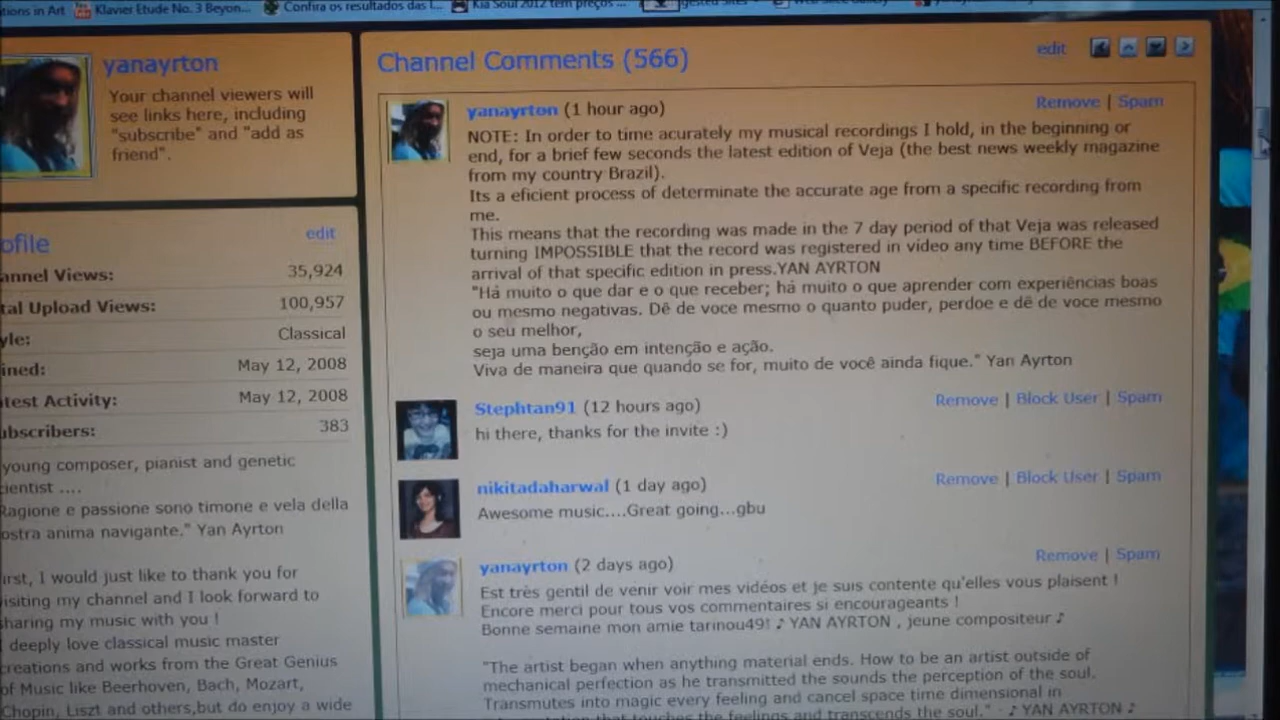 tions in Art Klavier Etude No. 3 Beyon... Confira os resultados das l... Kia Soul 2012 tem preços ... gested Sites
yanayrton
Your channel viewers will
see links here, including
"subscribe" and "add as
friend".
ofile edit
annel Views: 35,924
tal Upload Views: 100,957
yle: Classical
ined: May 12, 2008
test Activity: May 12, 2008
ubscribers: 383
young composer, pianist and genetic
ientist ....
Ragione e passione sono timone e vela della
ostra anima navigante." Yan Ayrton
irst, I would just like to thank you for
isiting my channel and I look forward to
sharing my music with you !
I deeply love classical music master
creations and works from the Great Genius
of Music like Beerhoven, Bach, Mozart,
Chopin, Liszt and others,but do enjoy a wide
Channel Comments (566) edit
yanayrton (1 hour ago) Remove | Spam
NOTE: In order to time acurately my musical recordings I hold, in the beginning or
end, for a brief few seconds the latest edition of Veja (the best news weekly magazine
from my country Brazil).
Its a eficient process of determinate the accurate age from a specific recording from
me.
This means that the recording was made in the 7 day period of that Veja was released
turning IMPOSSIBLE that the record was registered in video any time BEFORE the
arrival of that specific edition in press.YAN AYRTON
"Há muito o que dar e o que receber; há muito o que aprender com experiências boas
ou mesmo negativas. Dê de voce mesmo o quanto puder, perdoe e dê de voce mesmo
o seu melhor,
seja uma benção em intenção e ação.
Viva de maneira que quando se for, muito de você ainda fique." Yan Ayrton
Stephtan91 (12 hours ago) Remove | Block User | Spam
hi there, thanks for the invite :)
nikitadaharwal (1 day ago) Remove | Block User | Spam
Awesome music....Great going...gbu
yanayrton (2 days ago) Remove | Spam
Est très gentil de venir voir mes vidéos et je suis contente qu'elles vous plaisent !
Encore merci pour tous vos commentaires si encourageants !
Bonne semaine mon amie tarinou49! ♪ YAN AYRTON , jeune compositeur ♪
"The artist began when anything material ends. How to be an artist outside of
mechanical perfection as he transmitted the sounds the perception of the soul.
Transmutes into magic every feeling and cancel space time dimensional in
that touches the feelings and transcends the soul." - ♪ YAN AYRTON ♪